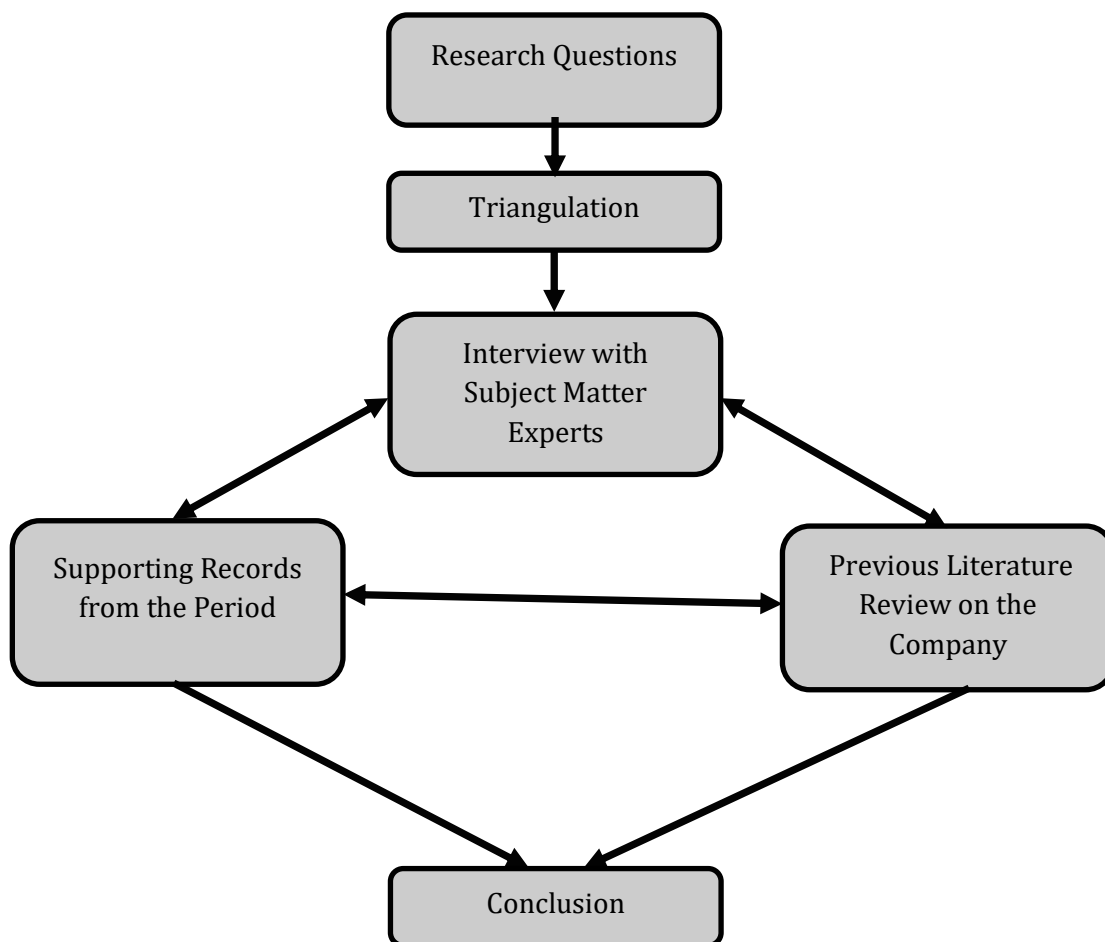 Research Questions
Triangulation
Interview with
Subject Matter
Experts
Supporting Records
from the Period
Previous Literature
Review on the
Company
Conclusion